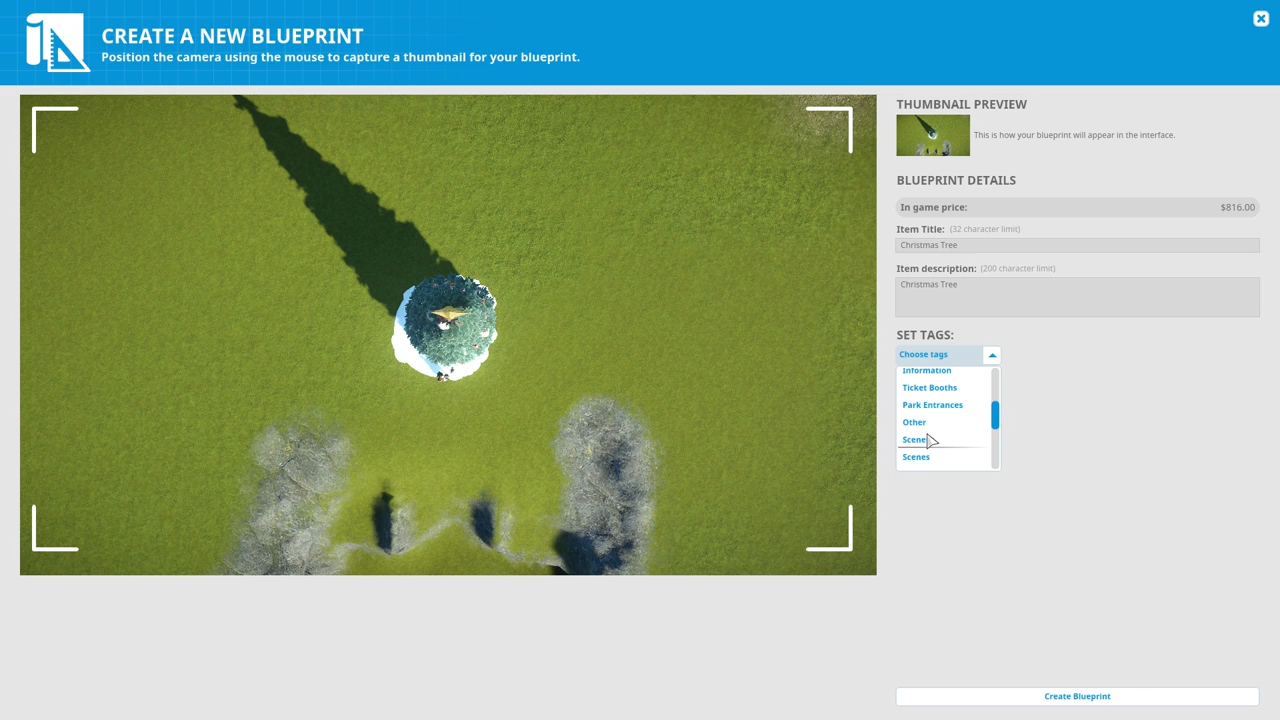 CREATE A NEW BLUEPRINT
Position the camera using the mouse to capture a thumbnail for your blueprint.
THUMBNAIL PREVIEW
This is how your blueprint will appear in the interface.
BLUEPRINT DETAILS
In game price: $816.00
Item Title: (32 character limit)
Christmas Tree
Item description: (200 character limit)
Christmas Tree
SET TAGS:
Choose tags
Information
Ticket Booths
Park Entrances
Other
Scene
Scenes
Create Blueprint